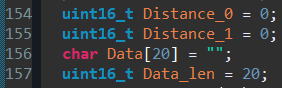 154 uint16_t Distance_0 = 0;
155 uint16_t Distance_1 = 0;
156 char Data[20] = "";
157 uint16_t Data_len = 20;